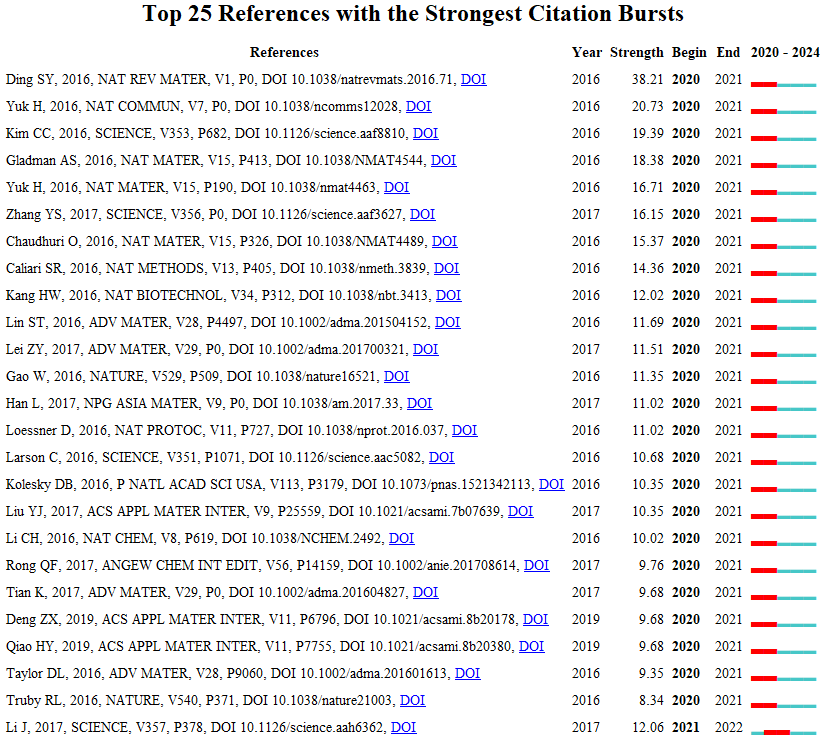 Top 25 References with the Strongest Citation Bursts
References Year Strength Begin End 2020 - 2024
Ding SY, 2016, NAT REV MATER, V1, P0, DOI 10.1038/natrevmats.2016.71, DOI 2016 38.21 2020 2021
Yuk H, 2016, NAT COMMUN, V7, P0, DOI 10.1038/ncomms12028, DOI 2016 20.73 2020 2021
Kim CC, 2016, SCIENCE, V353, P682, DOI 10.1126/science.aaf8810, DOI 2016 19.39 2020 2021
Gladman AS, 2016, NAT MATER, V15, P413, DOI 10.1038/NMAT4544, DOI 2016 18.38 2020 2021
Yuk H, 2016, NAT MATER, V15, P190, DOI 10.1038/nmat4463, DOI 2016 16.71 2020 2021
Zhang YS, 2017, SCIENCE, V356, P0, DOI 10.1126/science.aaf3627, DOI 2017 16.15 2020 2021
Chaudhuri O, 2016, NAT MATER, V15, P326, DOI 10.1038/NMAT4489, DOI 2016 15.37 2020 2021
Caliari SR, 2016, NAT METHODS, V13, P405, DOI 10.1038/nmeth.3839, DOI 2016 14.36 2020 2021
Kang HW, 2016, NAT BIOTECHNOL, V34, P312, DOI 10.1038/nbt.3413, DOI 2016 12.02 2020 2021
Lin ST, 2016, ADV MATER, V28, P4497, DOI 10.1002/adma.201504152, DOI 2016 11.69 2020 2021
Lei ZY, 2017, ADV MATER, V29, P0, DOI 10.1002/adma.201700321, DOI 2017 11.51 2020 2021
Gao W, 2016, NATURE, V529, P509, DOI 10.1038/nature16521, DOI 2016 11.35 2020 2021
Han L, 2017, NPG ASIA MATER, V9, P0, DOI 10.1038/am.2017.33, DOI 2017 11.02 2020 2021
Loessner D, 2016, NAT PROTOC, V11, P727, DOI 10.1038/nprot.2016.037, DOI 2016 11.02 2020 2021
Larson C, 2016, SCIENCE, V351, P1071, DOI 10.1126/science.aac5082, DOI 2016 10.68 2020 2021
Kolesky DB, 2016, P NATL ACAD SCI USA, V113, P3179, DOI 10.1073/pnas.1521342113, DOI 2016 10.35 2020 2021
Liu YJ, 2017, ACS APPL MATER INTER, V9, P25559, DOI 10.1021/acsami.7b07639, DOI 2017 10.35 2020 2021
Li CH, 2016, NAT CHEM, V8, P619, DOI 10.1038/NCHEM.2492, DOI 2016 10.02 2020 2021
Rong QF, 2017, ANGEW CHEM INT EDIT, V56, P14159, DOI 10.1002/anie.201708614, DOI 2017 9.76 2020 2021
Tian K, 2017, ADV MATER, V29, P0, DOI 10.1002/adma.201604827, DOI 2017 9.68 2020 2021
Deng ZX, 2019, ACS APPL MATER INTER, V11, P6796, DOI 10.1021/acsami.8b20178, DOI 2019 9.68 2020 2021
Qiao HY, 2019, ACS APPL MATER INTER, V11, P7755, DOI 10.1021/acsami.8b20380, DOI 2019 9.68 2020 2021
Taylor DL, 2016, ADV MATER, V28, P9060, DOI 10.1002/adma.201601613, DOI 2016 9.35 2020 2021
Truby RL, 2016, NATURE, V540, P371, DOI 10.1038/nature21003, DOI 2016 8.34 2020 2021
Li J, 2017, SCIENCE, V357, P378, DOI 10.1126/science.aah6362, DOI 2017 12.06 2021 2022